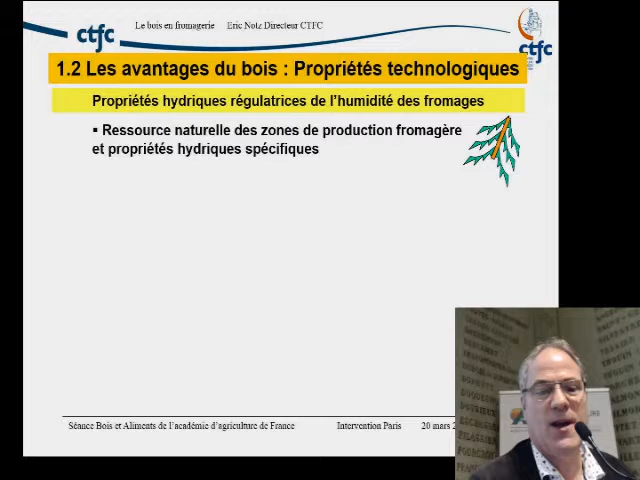 ctfc
Le bois en fromagerie Eric Notz Directeur CTFC
ctfc
1.2 Les avantages du bois : Propriétés technologiques
Propriétés hydriques régulatrices de l'humidité des fromages
▪ Ressource naturelle des zones de production fromagère
et propriétés hydriques spécifiques
Séance Bois et Aliments de l'académie d'agriculture de France Intervention Paris 20 mars